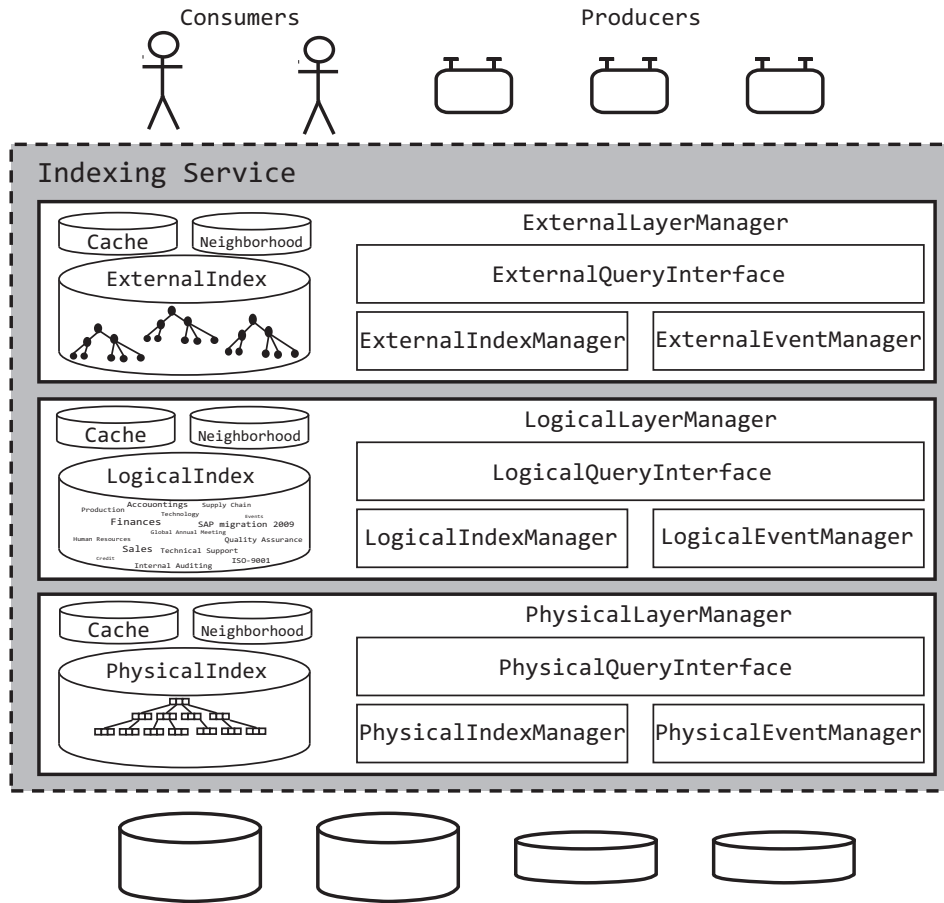 Consumers
Producers
Indexing Service
Cache
Neighborhood
ExternalIndex
ExternalLayerManager
ExternalQueryInterface
ExternalIndexManager
ExternalEventManager
Cache
Neighborhood
LogicalIndex
Production
Accouontings
Supply Chain
Technology
Events
Finances
SAP migration 2009
Global Annual Meeting
Human Resources
Quality Assurance
Sales
Technical Support
Credit
ISO-9001
Internal Auditing
LogicalLayerManager
LogicalQueryInterface
LogicalIndexManager
LogicalEventManager
Cache
Neighborhood
PhysicalIndex
PhysicalLayerManager
PhysicalQueryInterface
PhysicalIndexManager
PhysicalEventManager